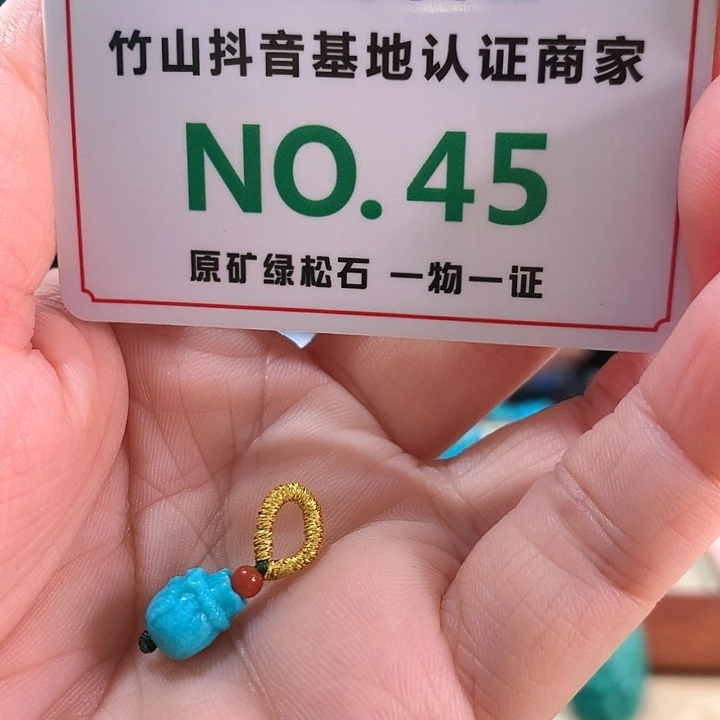 竹山抖音基地认证商家
NO. 45
原矿绿松石 一物一证